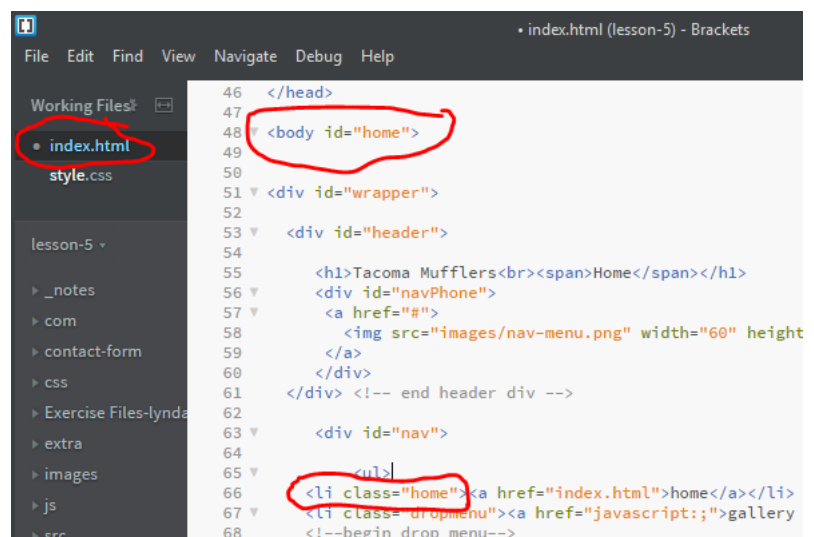 • index.html (lesson-5) - Brackets
File Edit Find View Navigate Debug Help
Working Files
index.html
style.css
lesson-5
_notes
com
contact-form
css
Exercise Files-lynda
extra
images
js
src
46 </head>
47
48 <body id="home">
49
50
51 <div id="wrapper">
52
53 <div id="header">
54
55 <h1>Tacoma Mufflers<br><span>Home</span></h1>
56 <div id="navPhone">
57 <a href="#">
58 <img src="images/nav-menu.png" width="60" height
59 </a>
60 </div>
61 </div> <!-- end header div -->
62
63 <div id="nav">
64
65 <ul>
66 <li class="home"><a href="index.html">home</a></li>
67 <li class="dropmenu"><a href="javascript:;">gallery
68 <!--begin drop menu-->